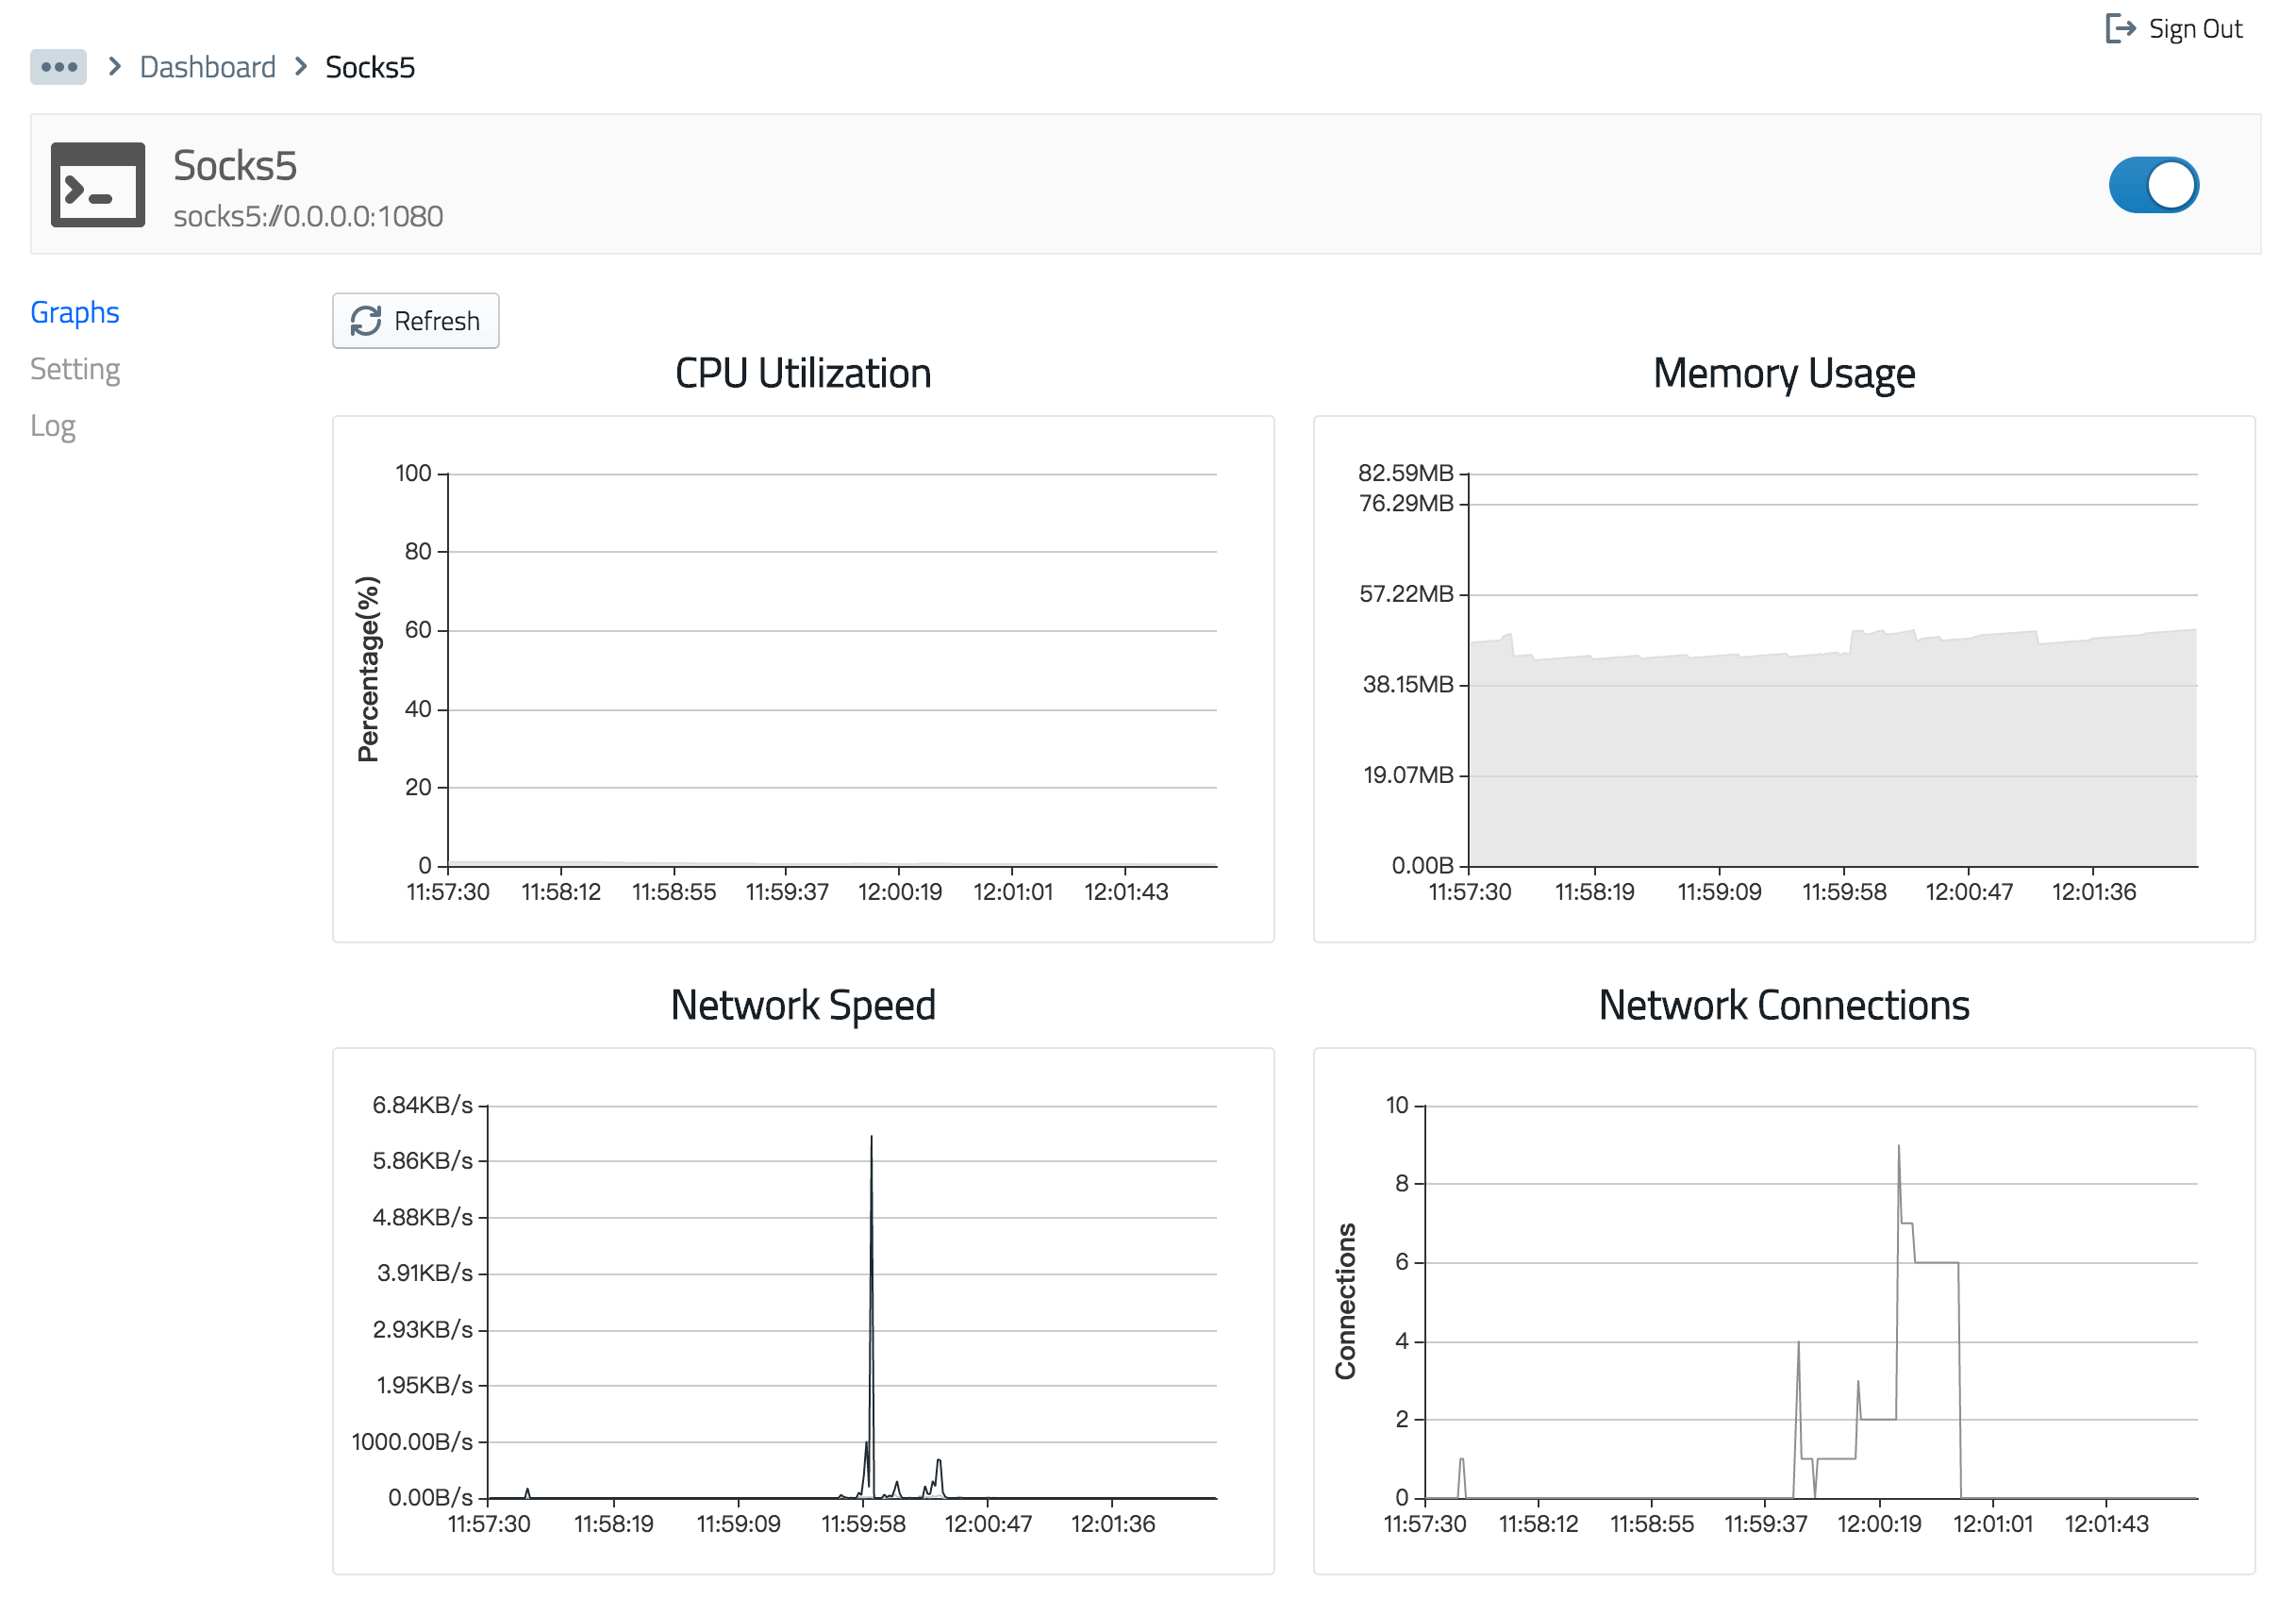 Sign Out
Dashboard Socks5
Socks5
socks5://0.0.0.0:1080
Graphs
Setting
Log
Refresh
CPU Utilization
Percentage(%)
100
80
60
40
20
0
11:57:30 11:58:12 11:58:55 11:59:37 12:00:19 12:01:01 12:01:43
Memory Usage
82.59MB
76.29MB
57.22MB
38.15MB
19.07MB
0.00B
11:57:30 11:58:19 11:59:09 11:59:58 12:00:47 12:01:36
Network Speed
6.84KB/s
5.86KB/s
4.88KB/s
3.91KB/s
2.93KB/s
1.95KB/s
1000.00B/s
0.00B/s
11:57:30 11:58:19 11:59:09 11:59:58 12:00:47 12:01:36
Network Connections
Connections
10
8
6
4
2
0
11:57:30 11:58:12 11:58:55 11:59:37 12:00:19 12:01:01 12:01:43